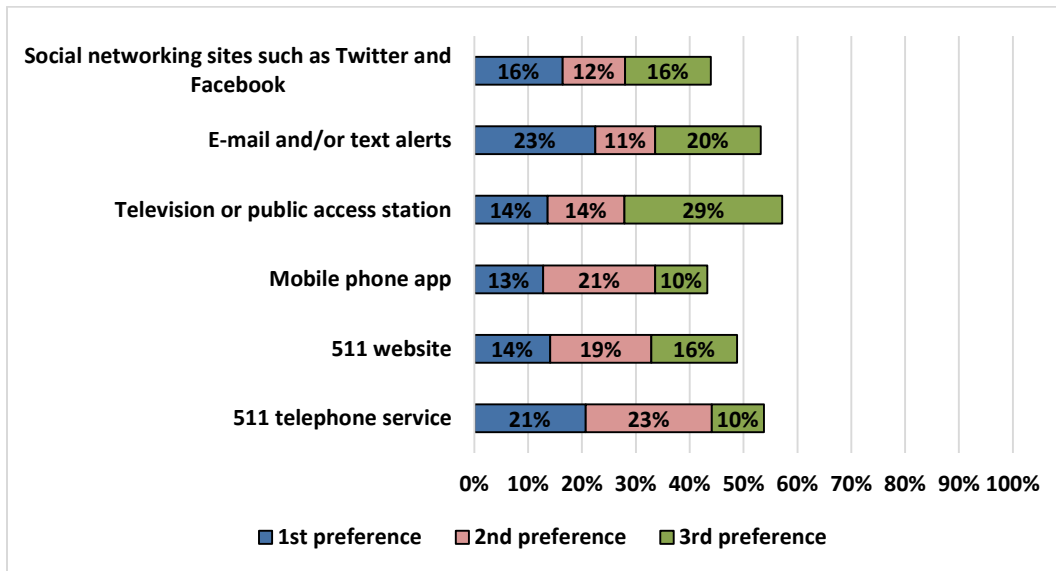 Social networking sites such as Twitter and
Facebook
16% 12% 16%
E-mail and/or text alerts
23% 11% 20%
Television or public access station
14% 14% 29%
Mobile phone app
13% 21% 10%
511 website
14% 19% 16%
511 telephone service
21% 23% 10%
0% 10% 20% 30% 40% 50% 60% 70% 80% 90% 100%
1st preference 2nd preference 3rd preference